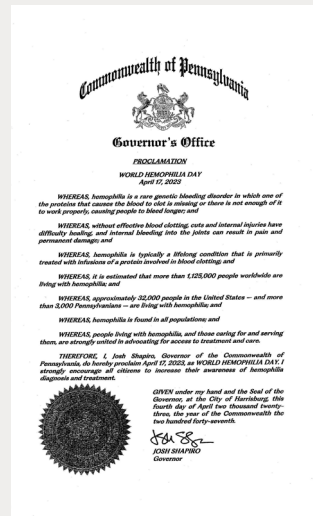 Commonwealth of Pennsylvania
Governor's Office
PROCLAMATION
WORLD HEMOPHILIA DAY
April 17, 2023
WHEREAS, hemophilia is a rare genetic bleeding disorder in which one of
the proteins that causes the blood to clot is missing or there is not enough of it
to work properly, causing people to bleed longer; and
WHEREAS, without effective blood clotting, cuts and internal injuries have
difficulty healing, and internal bleeding into the joints can result in pain and
permanent damage; and
WHEREAS, hemophilia is typically a lifelong condition that is primarily
treated with infusions of a protein involved in blood clotting; and
WHEREAS, it is estimated that more than 1,125,000 people worldwide are
living with hemophilia; and
WHEREAS, approximately 32,000 people in the United States — and more
than 3,000 Pennsylvanians — are living with hemophilia; and
WHEREAS, hemophilia is found in all populations; and
WHEREAS, people living with hemophilia, and those caring for and serving
them, are strongly united in advocating for access to treatment and care.
THEREFORE, I, Josh Shapiro, Governor of the Commonwealth of
Pennsylvania, do hereby proclaim April 17, 2023, as WORLD HEMOPHILIA DAY. I
strongly encourage all citizens to increase their awareness of hemophilia
diagnosis and treatment.
GIVEN under my hand and the Seal of the
Governor, at the City of Harrisburg, this
fourth day of April two thousand twenty-
three, the year of the Commonwealth the
two hundred forty-seventh.
JOSH SHAPIRO
Governor